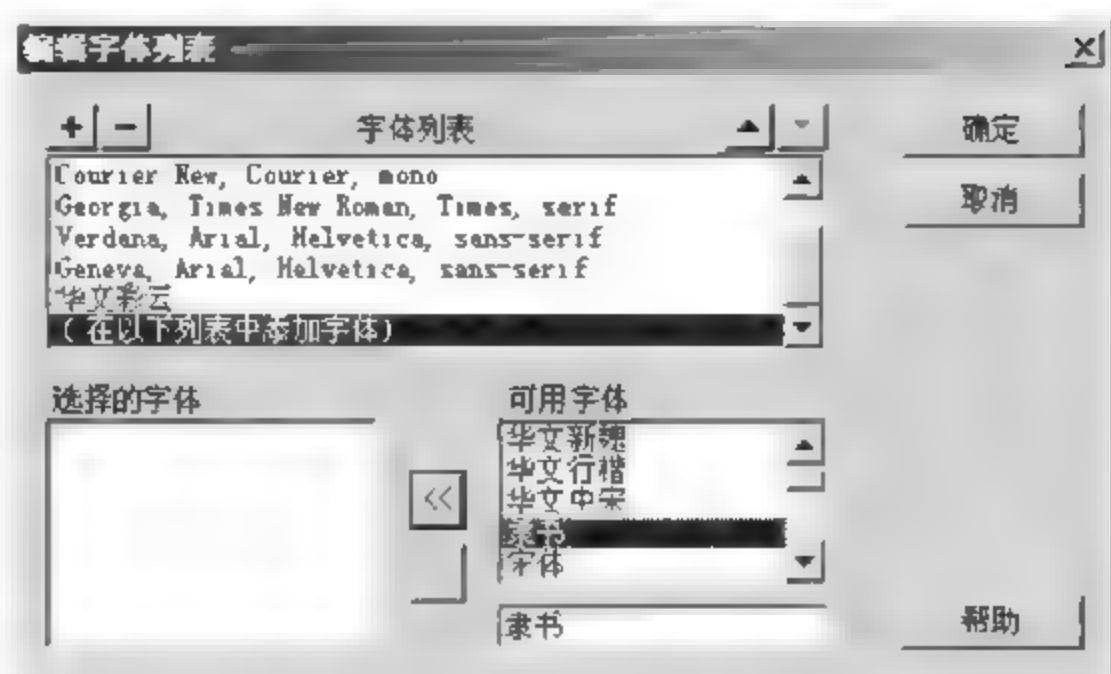 编辑字体列表
字体列表
确定
Courier New, Courier, mono
Georgia, Times New Roman, Times, serif
取消
Verdana, Arial, Helvetica, sans-serif
Geneva, Arial, Helvetica, sans-serif
华文彩云
(在以下列表中添加字体)
选择的字体
可用字体
华文新魏
华文行楷
华文中宋
<<
隶书
字体
隶书
帮助